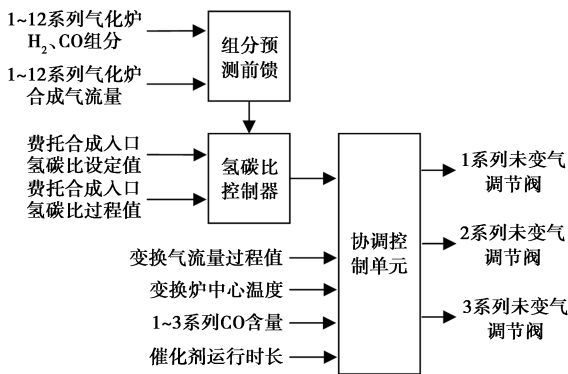 1~12系列气化炉
H₂、CO组分
1~12系列气化炉
合成气流量
组分预
测前馈
费托合成入口
氢碳比设定值
费托合成入口
氢碳比过程值
氢碳比
控制器
变换气流量过程值
变换炉中心温度
1~3系列CO含量
催化剂运行时长
协调控
制单元
1系列未变气
调节阀
2系列未变气
调节阀
3系列未变气
调节阀